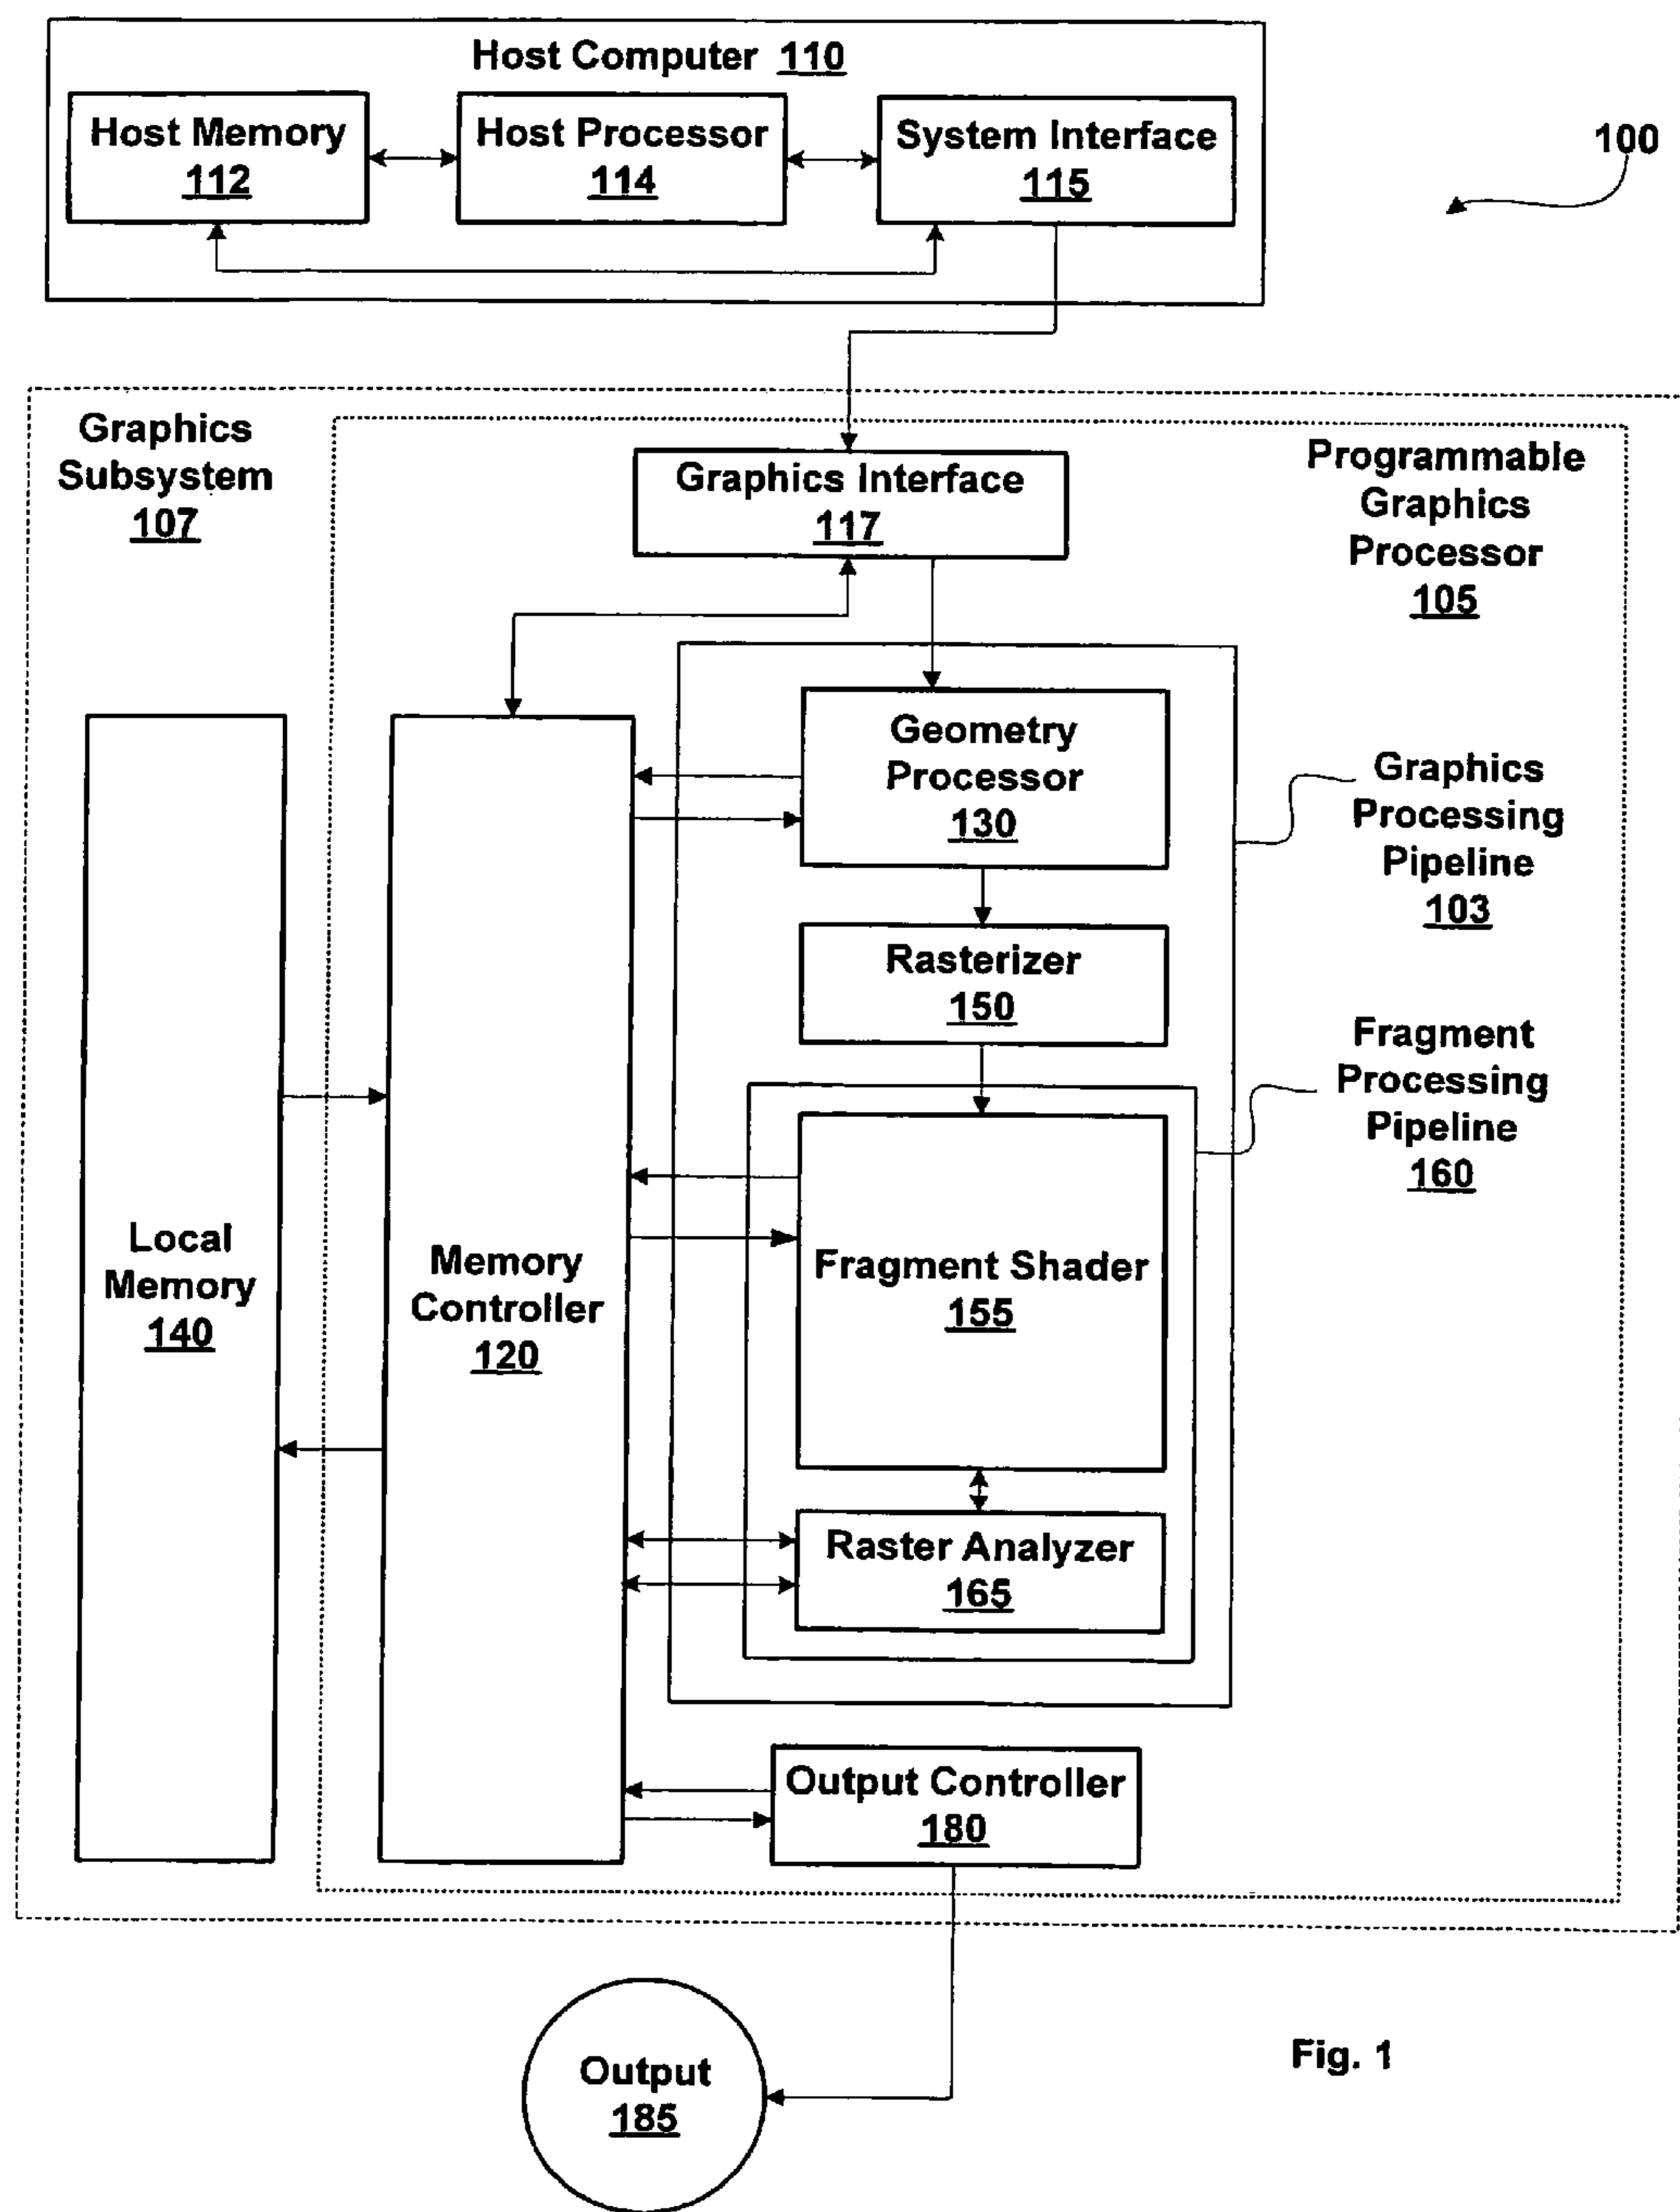 Host Computer 110
Host Memory
112
Host Processor
114
System Interface
115
100
Graphics
Subsystem
107
Graphics Interface
117
Programmable
Graphics
Processor
105
Geometry
Processor
130
Graphics
Processing
Pipeline
103
Rasterizer
150
Fragment
Processing
Pipeline
160
Local
Memory
140
Memory
Controller
120
Fragment Shader
155
Raster Analyzer
165
Output Controller
180
Output
185
Fig. 1